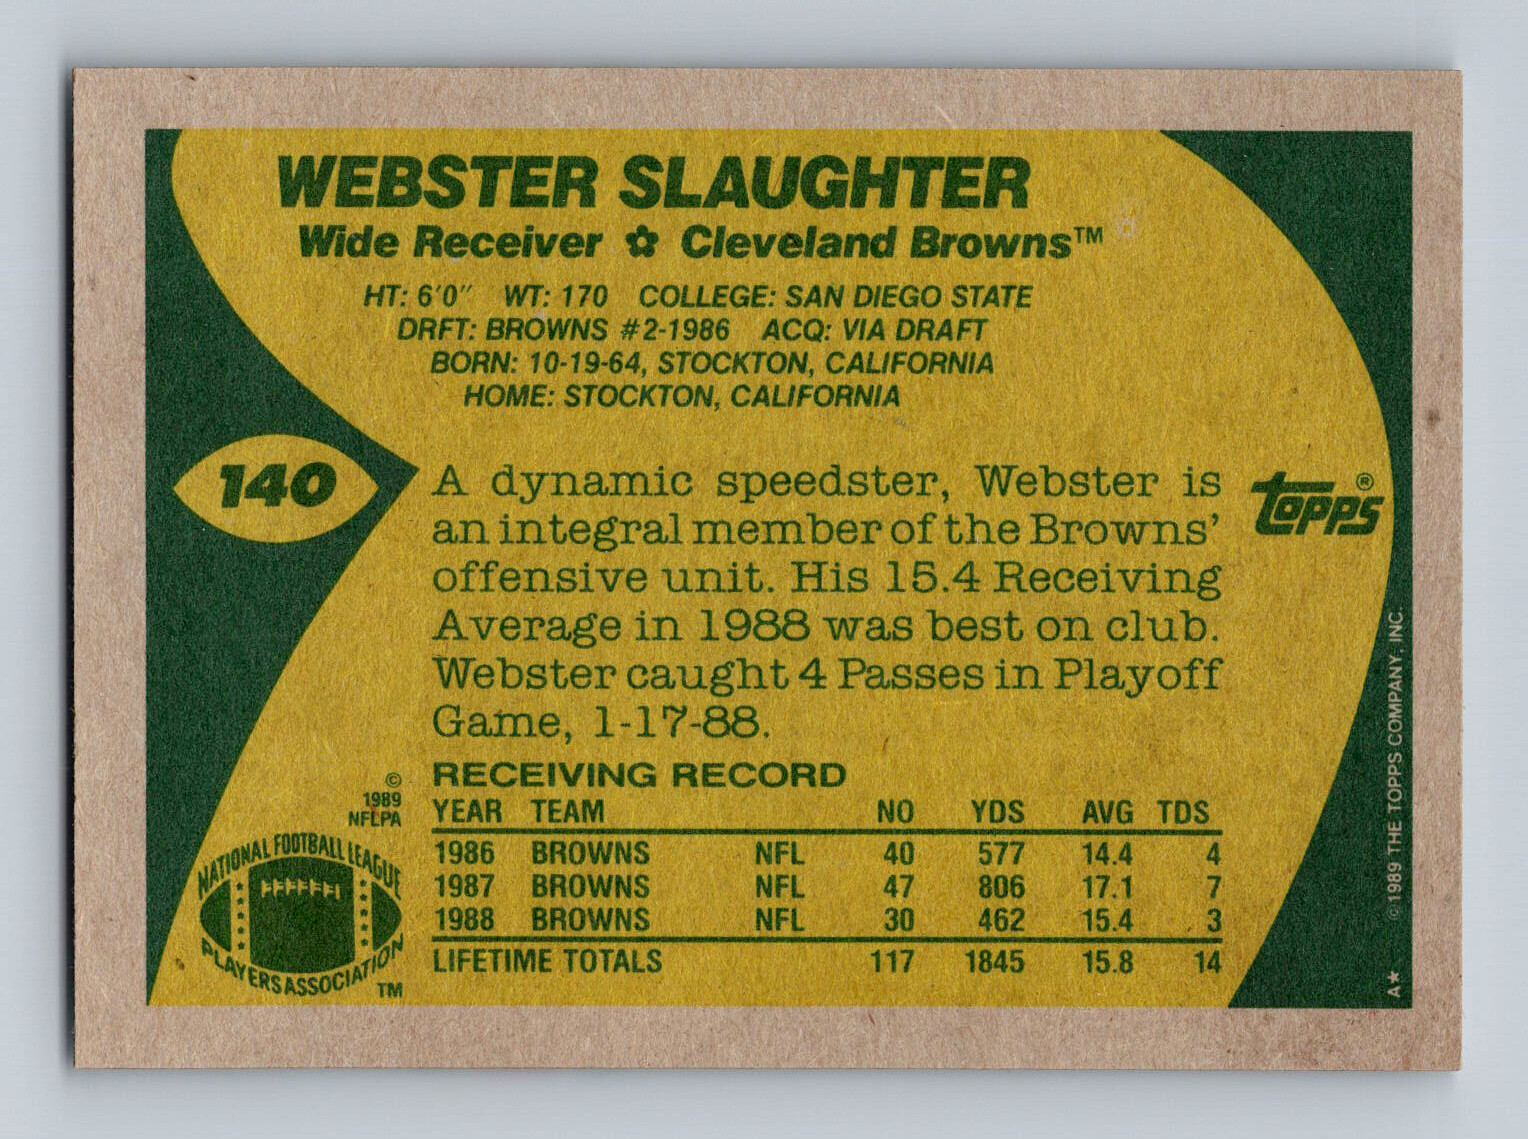 WEBSTER SLAUGHTER
Wide Receiver ✿ Cleveland Browns™
HT: 6'0" WT: 170 COLLEGE: SAN DIEGO STATE
DRFT: BROWNS #2-1986 ACQ: VIA DRAFT
BORN: 10-19-64, STOCKTON, CALIFORNIA
HOME: STOCKTON, CALIFORNIA
140
A dynamic speedster, Webster is
an integral member of the Browns'
offensive unit. His 15.4 Receiving
Average in 1988 was best on club.
Webster caught 4 Passes in Playoff
Game, 1-17-88.
topps®
RECEIVING RECORD
YEAR TEAM NO YDS AVG TDS
1986 BROWNS NFL 40 577 14.4 4
1987 BROWNS NFL 47 806 17.1 7
1988 BROWNS NFL 30 462 15.4 3
LIFETIME TOTALS 117 1845 15.8 14
©
1989
NFLPA
NATIONAL FOOTBALL LEAGUE
PLAYERS ASSOCIATION
TM
©1989 THE TOPPS COMPANY, INC.
A★